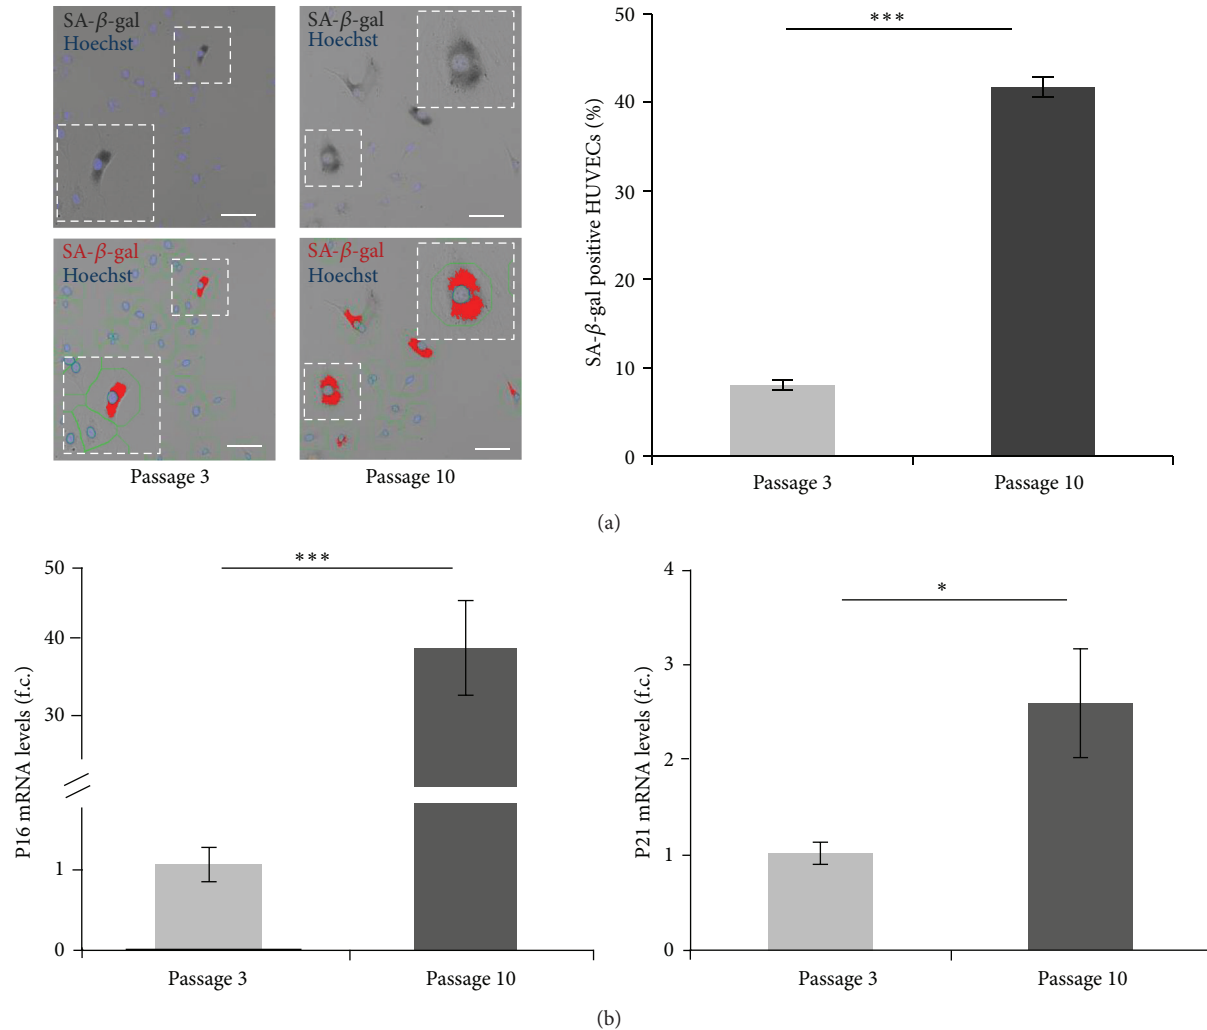 SA-β-gal
Hoechst
SA-β-gal
Hoechst
SA-β-gal
Hoechst
SA-β-gal
Hoechst
Passage 3
Passage 10
SA-β-gal positive HUVECs (%)
50
40
30
20
10
0
***
Passage 3
Passage 10
(a)
P16 mRNA levels (f.c.)
50
40
30
1
0
***
Passage 3
Passage 10
P21 mRNA levels (f.c.)
4
3
2
1
0
*
Passage 3
Passage 10
(b)